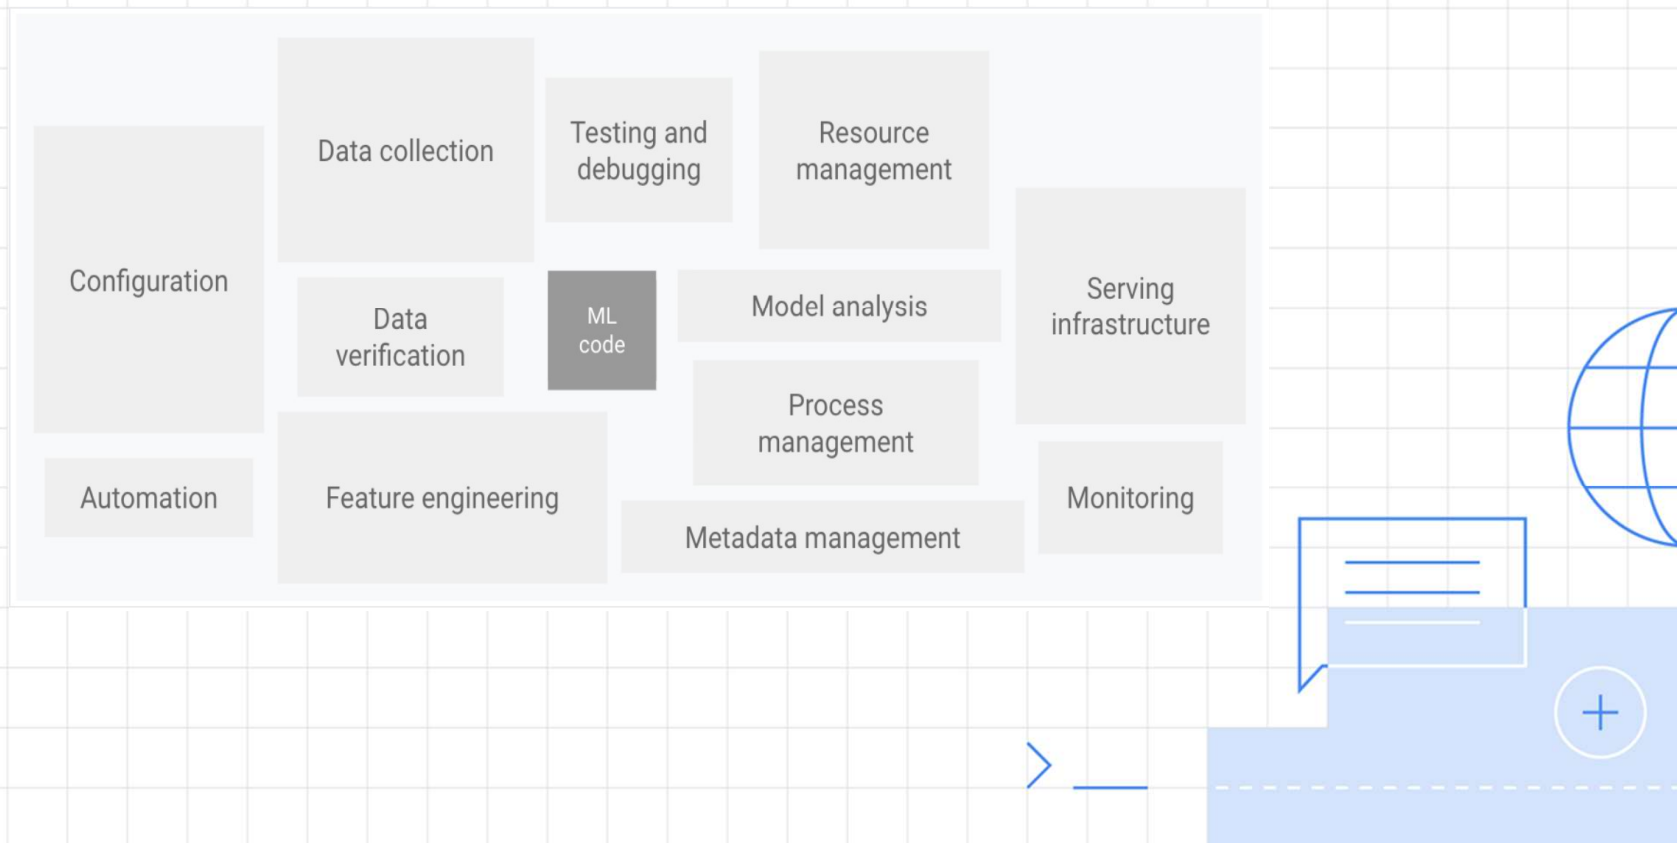 Data collection
Testing and
debugging
Resource
management
Configuration
Data
verification
ML
code
Model analysis
Serving
infrastructure
Process
management
Automation
Feature engineering
Metadata management
Monitoring